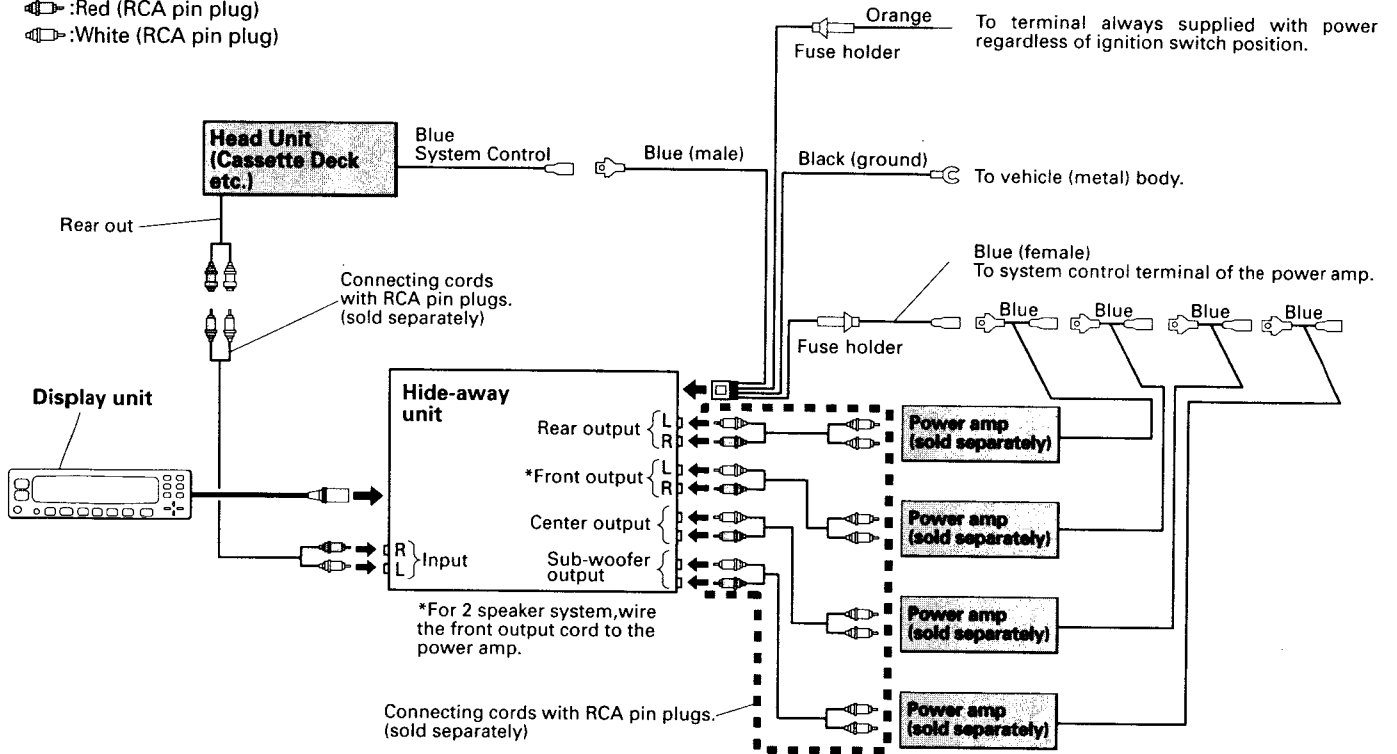 :Red (RCA pin plug)
:White (RCA pin plug)
Orange
Fuse holder
To terminal always supplied with power
regardless of ignition switch position.
Head Unit
(Cassette Deck
etc.)
Blue
System Control
Blue (male)
Black (ground)
To vehicle (metal) body.
Rear out
Connecting cords
with RCA pin plugs.
(sold separately)
Blue (female)
To system control terminal of the power amp.
Blue
Blue
Blue
Blue
Fuse holder
Display unit
Hide-away
unit
Rear output
L
R
*Front output
L
R
Center output
Sub-woofer
output
R
L
Input
Power amp
(sold separately)
Power amp
(sold separately)
Power amp
(sold separately)
Power amp
(sold separately)
*For 2 speaker system,wire
the front output cord to the
power amp.
Connecting cords with RCA pin plugs.
(sold separately)